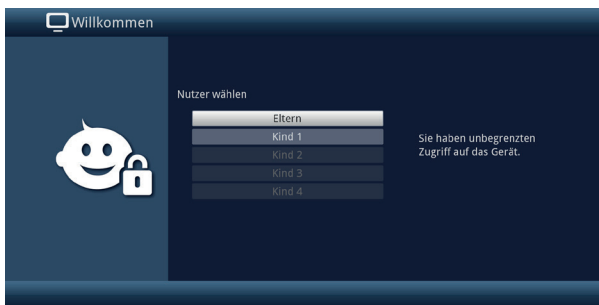 Willkommen
Nutzer wählen
Eltern
Kind 1
Kind 2
Kind 3
Kind 4
Sie haben unbegrenzten
Zugriff auf das Gerät.